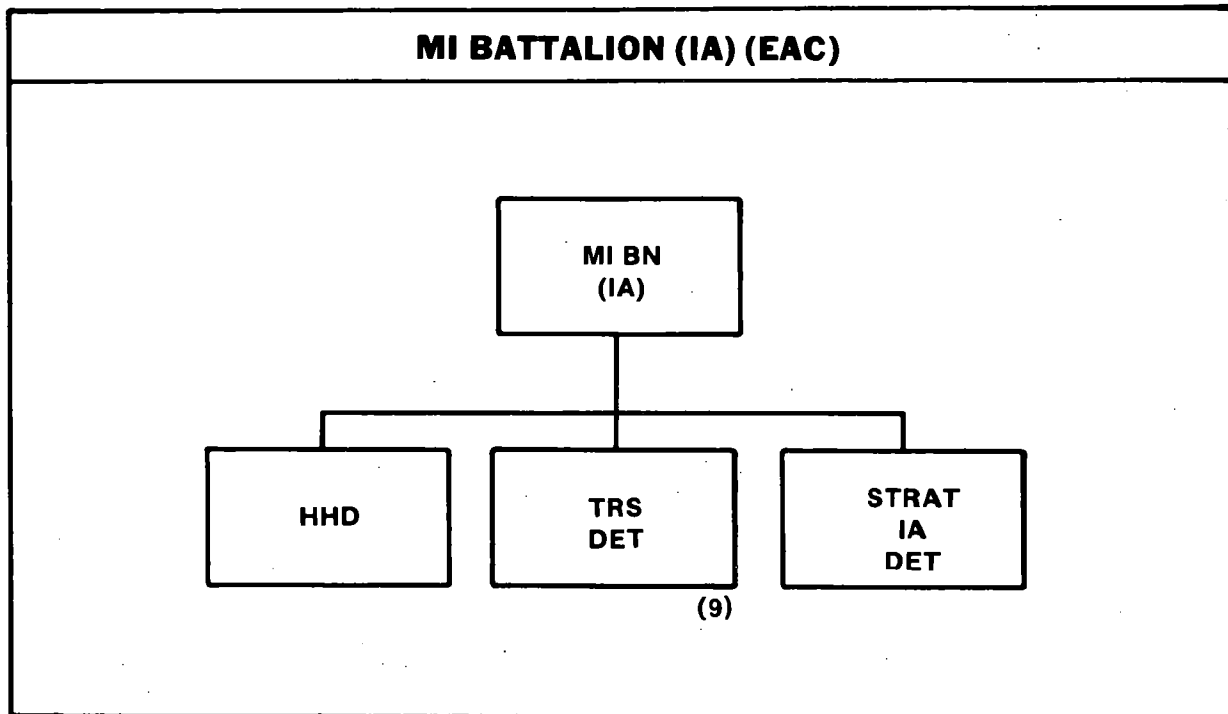 MI BATTALION (IA) (EAC)
MI BN
(IA)
HHD
TRS
DET
(9)
STRAT
IA
DET